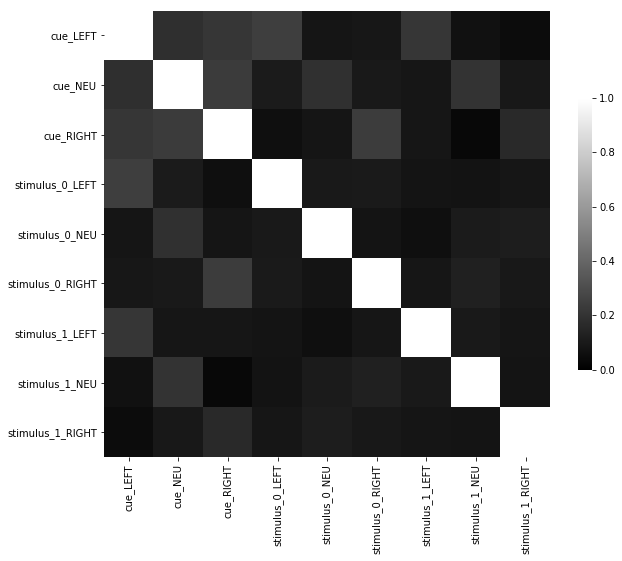 cue_LEFT
cue_NEU
cue_RIGHT
stimulus_0_LEFT
stimulus_0_NEU
stimulus_0_RIGHT
stimulus_1_LEFT
stimulus_1_NEU
stimulus_1_RIGHT
cue_LEFT
cue_NEU
cue_RIGHT
stimulus_0_LEFT
stimulus_0_NEU
stimulus_0_RIGHT
stimulus_1_LEFT
stimulus_1_NEU
stimulus_1_RIGHT
1.0
0.8
0.6
0.4
0.2
0.0